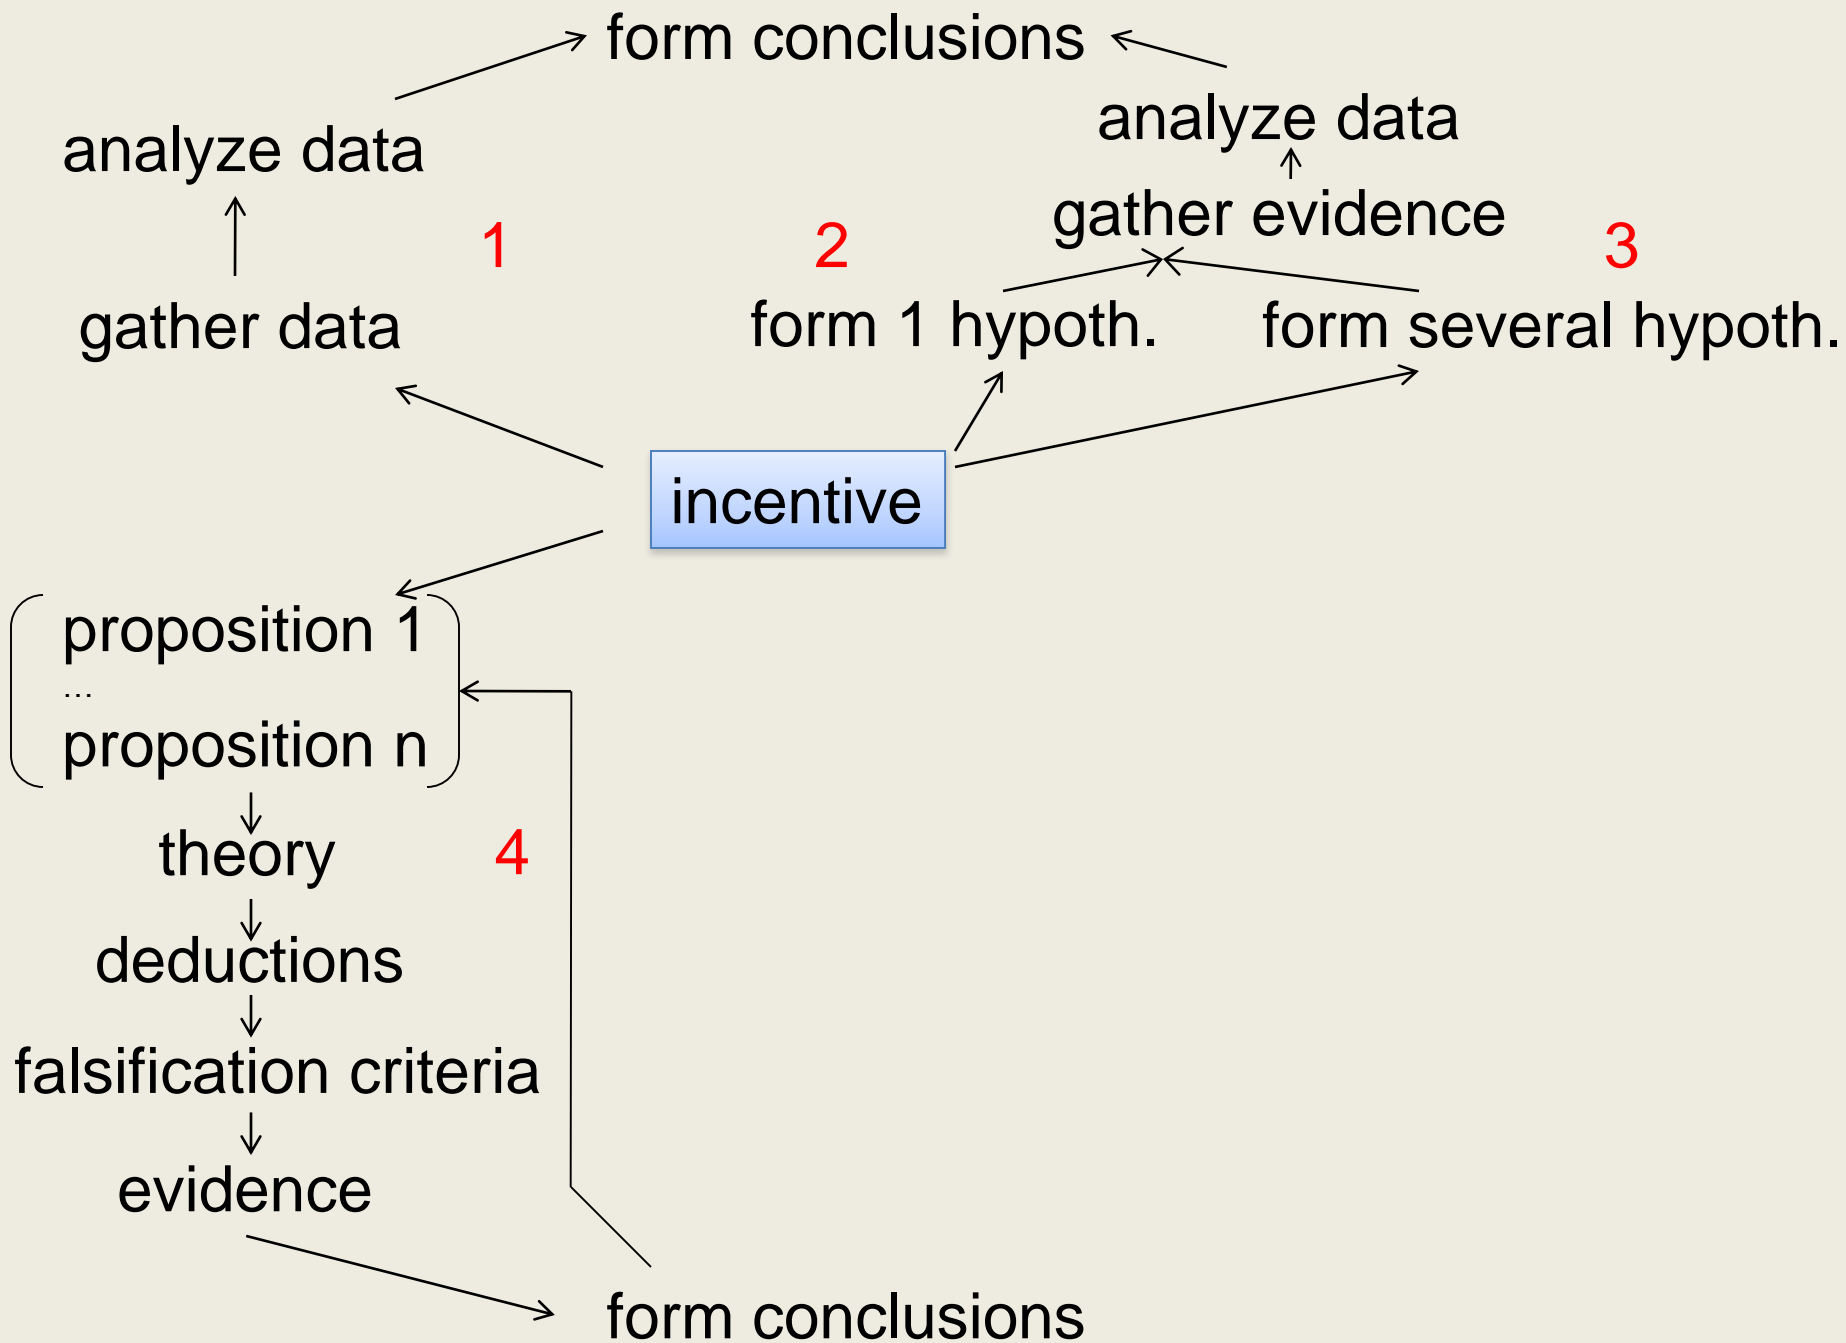 form conclusions
analyze data
analyze data
gather evidence
1
2
3
gather data
form 1 hypoth.
form several hypoth.
incentive
proposition 1
...
proposition n
theory
4
deductions
falsification criteria
evidence
form conclusions